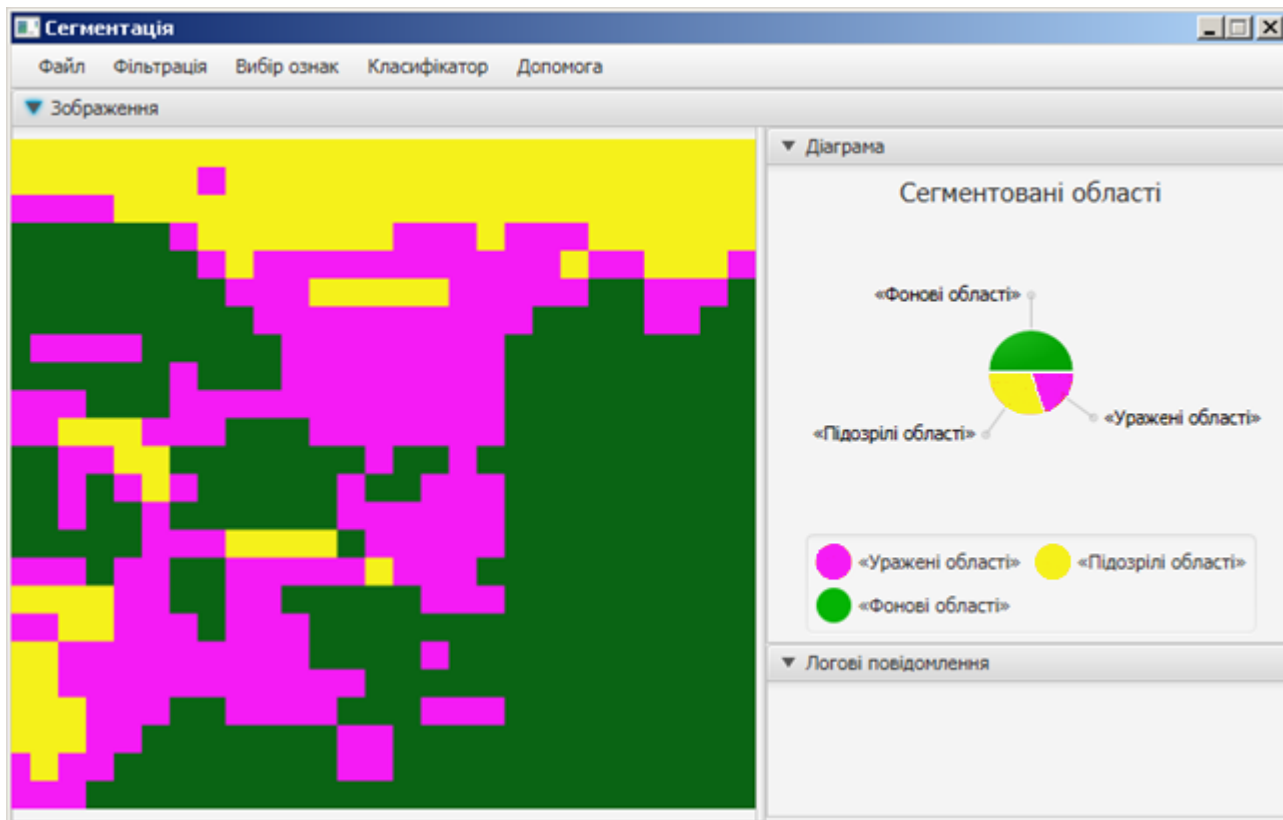 Сегментація
Файл Фільтрація Вибір ознак Класифікатор Допомога
Зображення
Діаграма
Сегментовані області
«Фонові області»
«Уражені області»
«Підозрілі області»
«Уражені області» «Підозрілі області»
«Фонові області»
Логові повідомлення